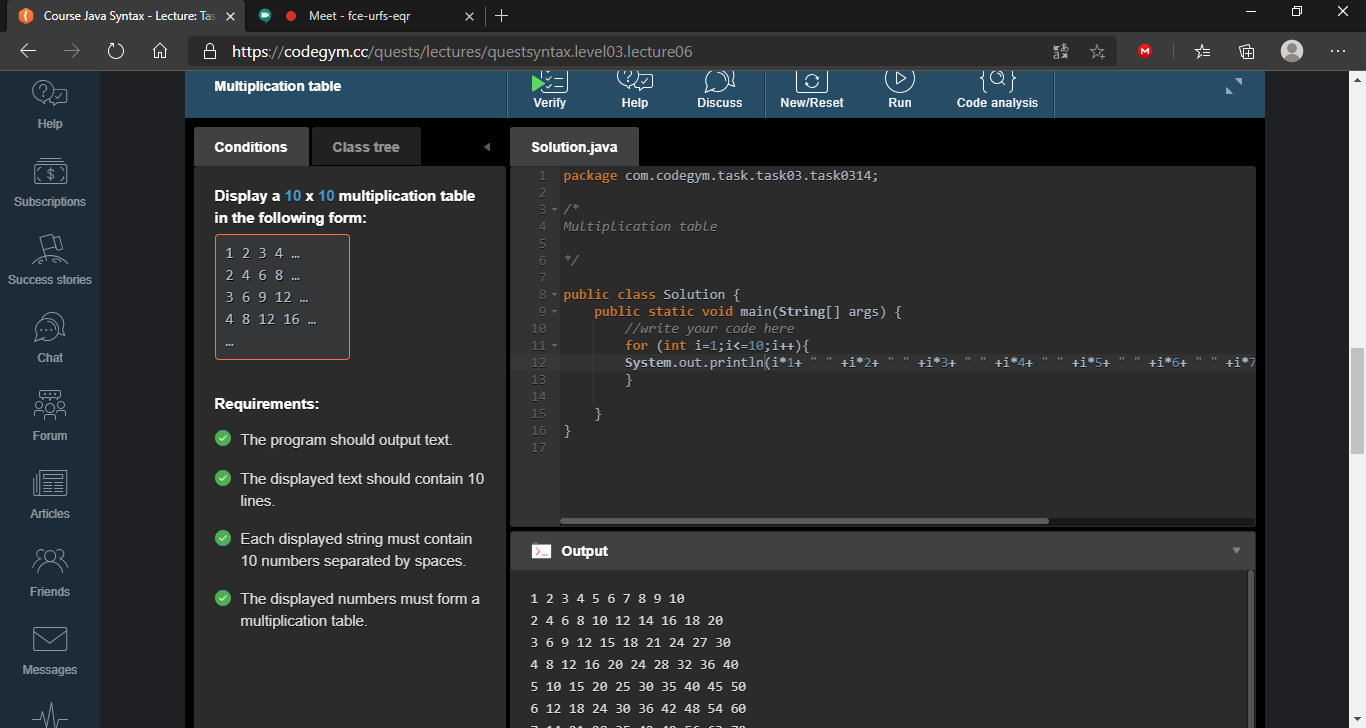 Course Java Syntax - Lecture: Tas
Meet - fce-urfs-eqr
https://codegym.cc/quests/lectures/questsyntax.level03.lecture06
Help
Subscriptions
Success stories
Chat
Forum
Articles
Friends
Messages
Multiplication table
Verify
Help
Discuss
New/Reset
Run
Code analysis
Conditions
Class tree
Display a 10 x 10 multiplication table
in the following form:
1 2 3 4 …
2 4 6 8 …
3 6 9 12 …
4 8 12 16 …
…
Requirements:
The program should output text.
The displayed text should contain 10
lines.
Each displayed string must contain
10 numbers separated by spaces.
The displayed numbers must form a
multiplication table.
Solution.java
1 package com.codegym.task.task03.task0314;
2
3 /*
4 Multiplication table
5
6 */
7
8 public class Solution {
9 public static void main(String[] args) {
10 //write your code here
11 for (int i=1;i<=10;i++){
12 System.out.println(i*1+ " " +i*2+ " " +i*3+ " " +i*4+ " " +i*5+ " " +i*6+ " " +i*7
13 }
14
15 }
16 }
17
Output
1 2 3 4 5 6 7 8 9 10
2 4 6 8 10 12 14 16 18 20
3 6 9 12 15 18 21 24 27 30
4 8 12 16 20 24 28 32 36 40
5 10 15 20 25 30 35 40 45 50
6 12 18 24 30 36 42 48 54 60